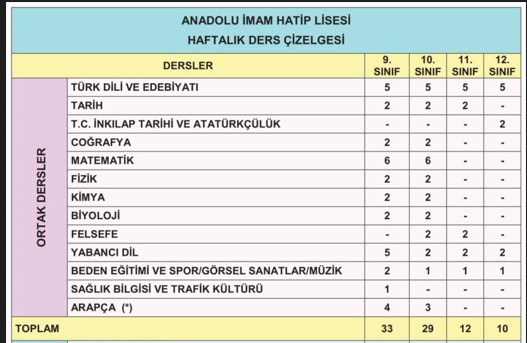 ANADOLU İMAM HATİP LİSESİ
HAFTALIK DERS ÇİZELGESİ
DERSLER 9. SINIF 10. SINIF 11. SINIF 12. SINIF
ORTAK DERSLER
TÜRK DİLİ VE EDEBİYATI 5 5 5 5
TARİH 2 2 2 -
T.C. İNKILAP TARİHİ VE ATATÜRKÇÜLÜK - - - 2
COĞRAFYA 2 2 - -
MATEMATİK 6 6 - -
FİZİK 2 2 - -
KİMYA 2 2 - -
BİYOLOJİ 2 2 - -
FELSEFE - 2 2 -
YABANCI DİL 5 2 2 2
BEDEN EĞİTİMİ VE SPOR/GÖRSEL SANATLAR/MÜZİK 2 1 1 1
SAĞLIK BİLGİSİ VE TRAFİK KÜLTÜRÜ 1 - - -
ARAPÇA (*) 4 3 - -
TOPLAM 33 29 12 10